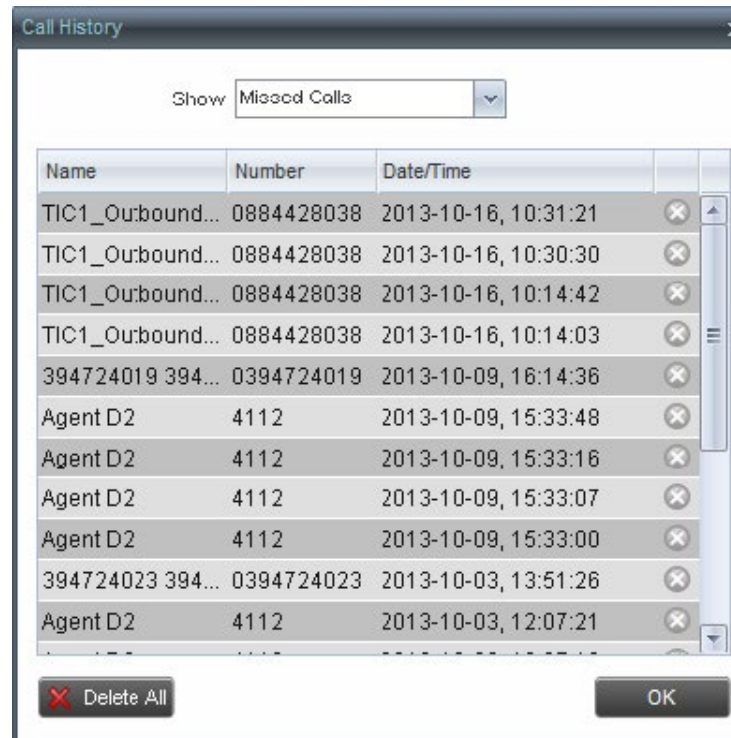 Call History
Show Missed Calls
Name Number Date/Time
TIC1_Outbound... 0884428038 2013-10-16, 10:31:21
TIC1_Outbound... 0884428038 2013-10-16, 10:30:30
TIC1_Outbound... 0884428038 2013-10-16, 10:14:42
TIC1_Outbound... 0884428038 2013-10-16, 10:14:03
394724019 394... 0394724019 2013-10-09, 16:14:36
Agent D2 4112 2013-10-09, 15:33:48
Agent D2 4112 2013-10-09, 15:33:16
Agent D2 4112 2013-10-09, 15:33:07
Agent D2 4112 2013-10-09, 15:33:00
394724023 394... 0394724023 2013-10-03, 13:51:26
Agent D2 4112 2013-10-03, 12:07:21
Delete All OK